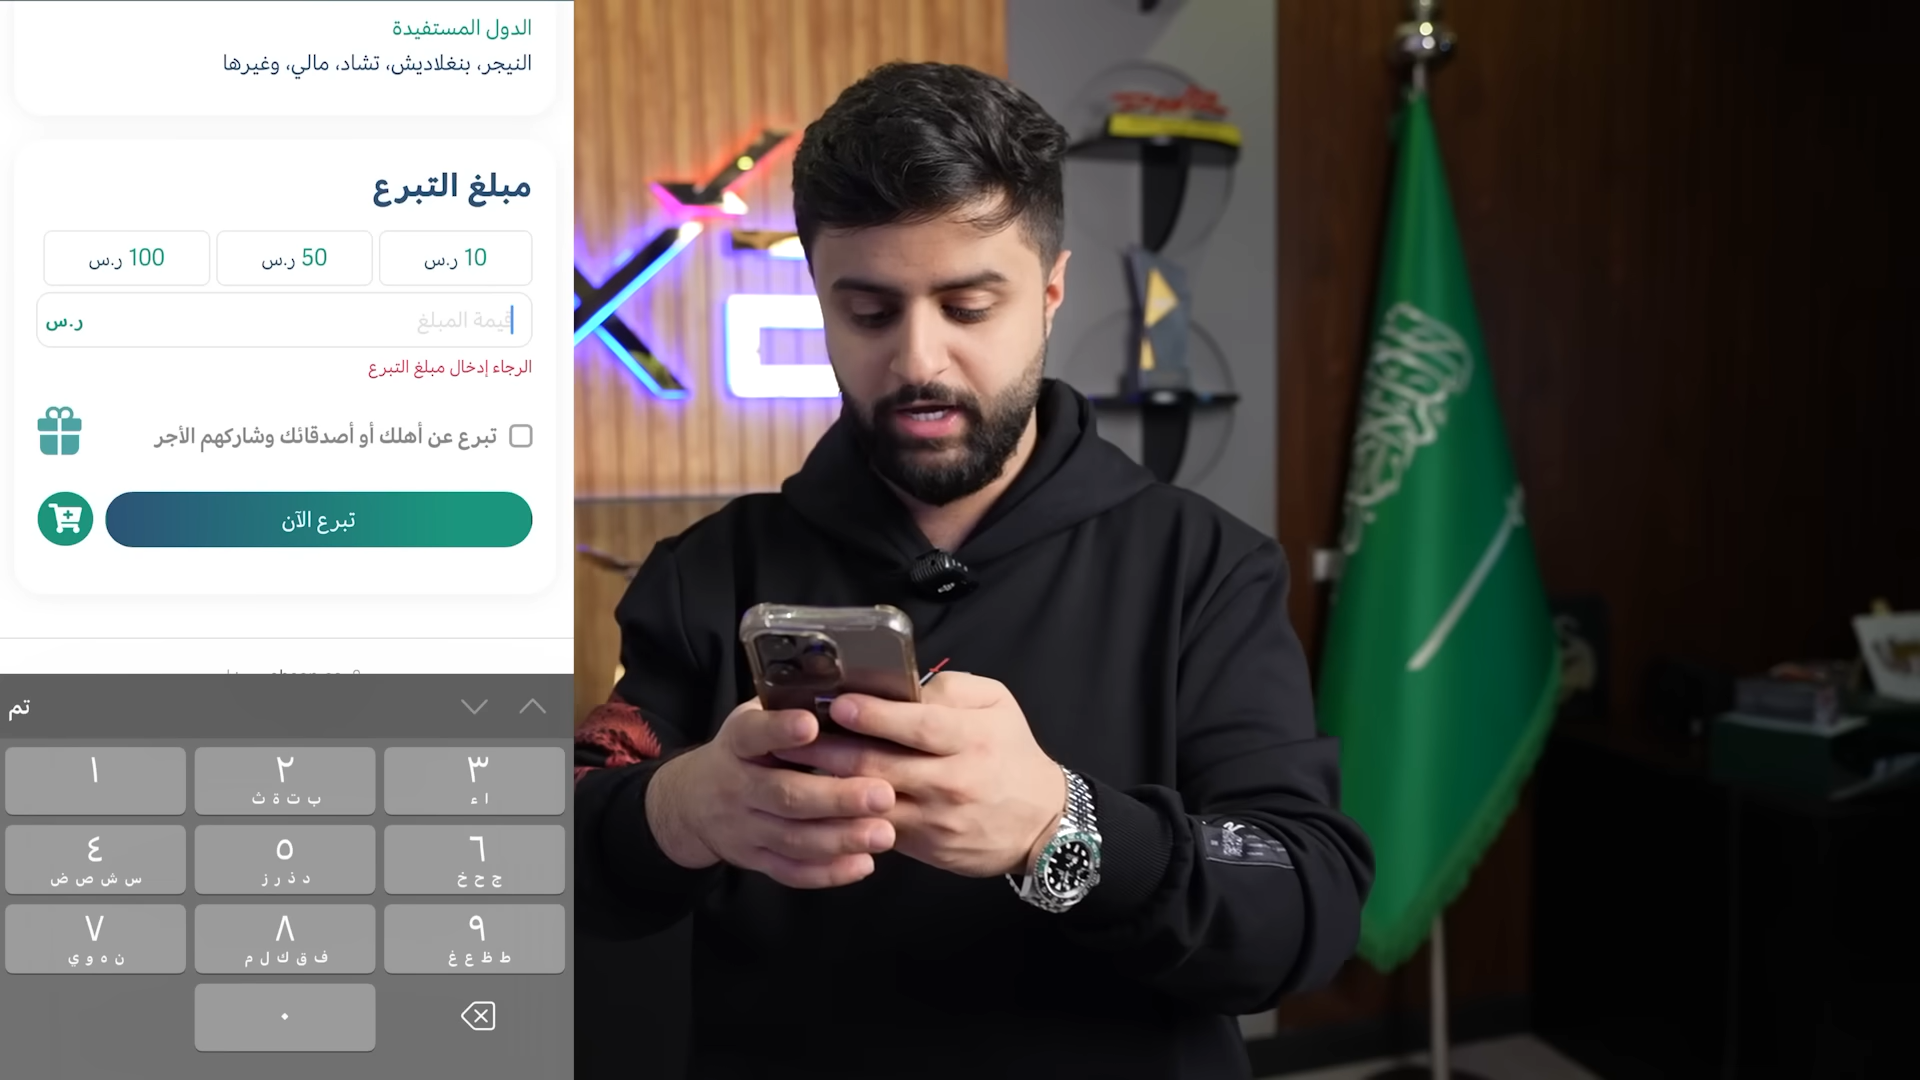 الدول المستفيدة
النيجر، بنغلاديش، تشاد، مالي، وغيرها
مبلغ التبرع
10 ر.س
50 ر.س
100 ر.س
قيمة المبلغ
ر.س
الرجاء إدخال مبلغ التبرع
تبرع عن أهلك أو أصدقائك وشاركهم الأجر
تبرع الآن
تم
١
٢
ب ت ة ث
٣
ا ء
٤
س ش ص ض
٥
د ذ ر ز
٦
ج ح خ
٧
ن ه و ي
٨
ف ق ك ل م
٩
ط ظ ع غ
٠